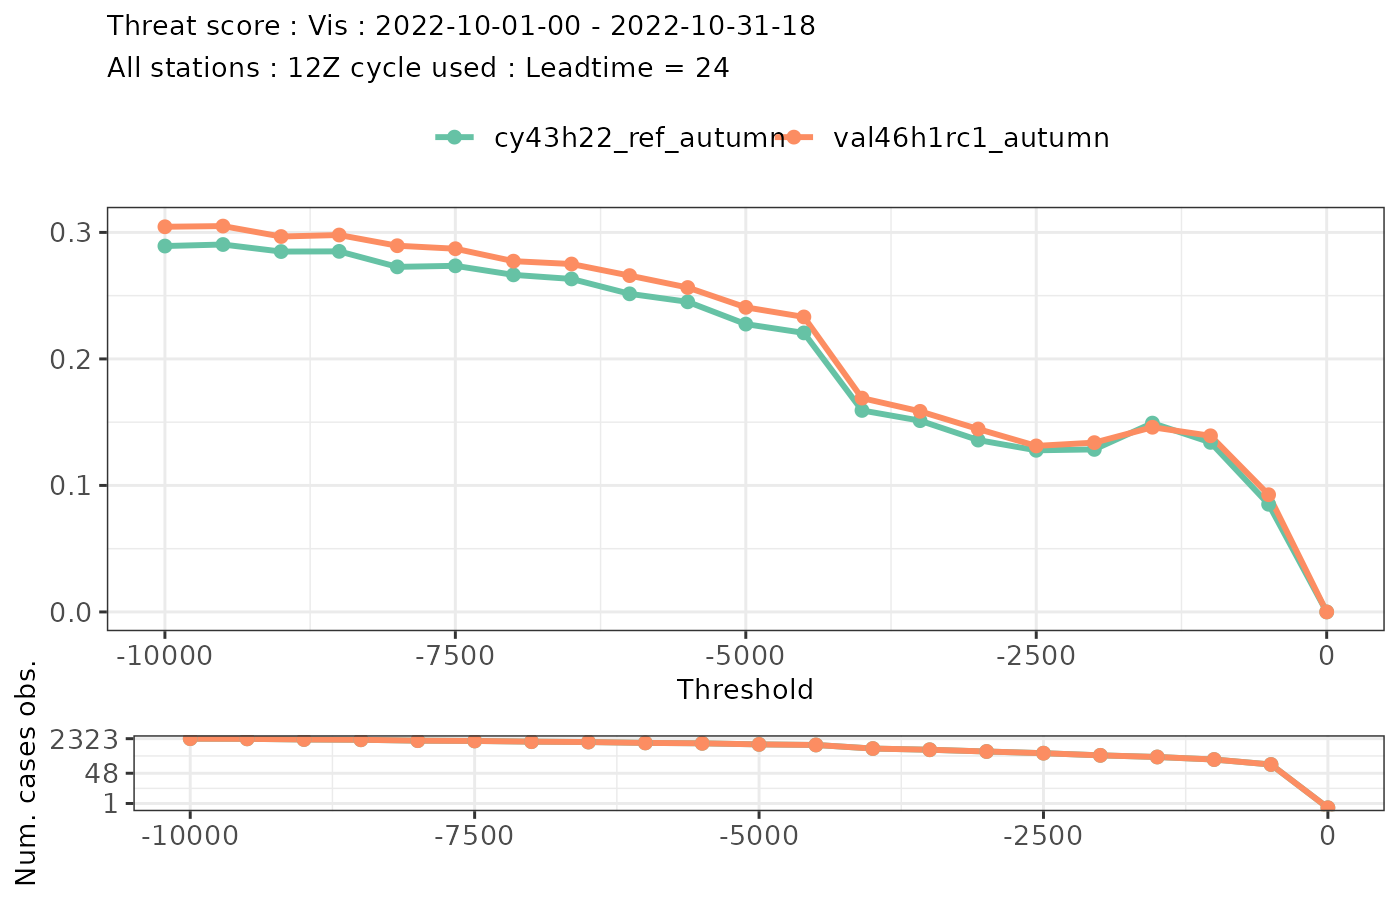 Threat score : Vis : 2022-10-01-00 - 2022-10-31-18
All stations : 12Z cycle used : Leadtime = 24
cy43h22_ref_autumn val46h1rc1_autumn
0.3
0.2
0.1
0.0
-10000 -7500 -5000 -2500 0
Threshold
Num. cases obs.
2323
48
1
-10000 -7500 -5000 -2500 0